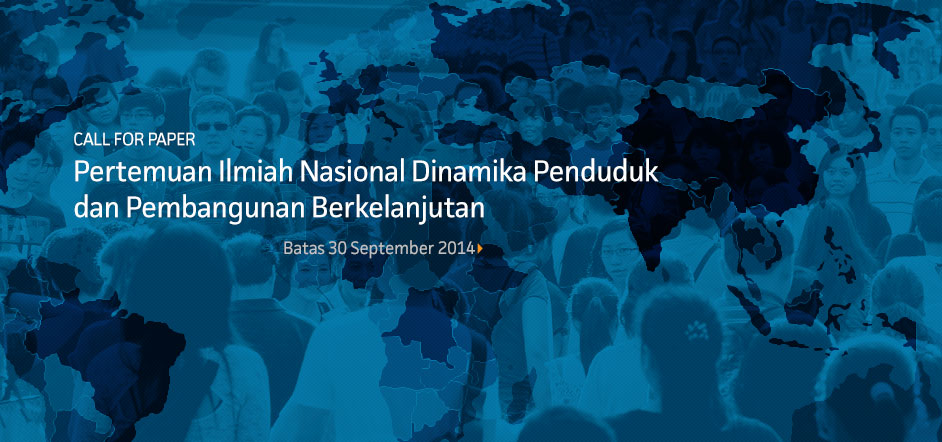 CALL FOR PAPER
Pertemuan Ilmiah Nasional Dinamika Penduduk
dan Pembangunan Berkelanjutan
Batas 30 September 2014